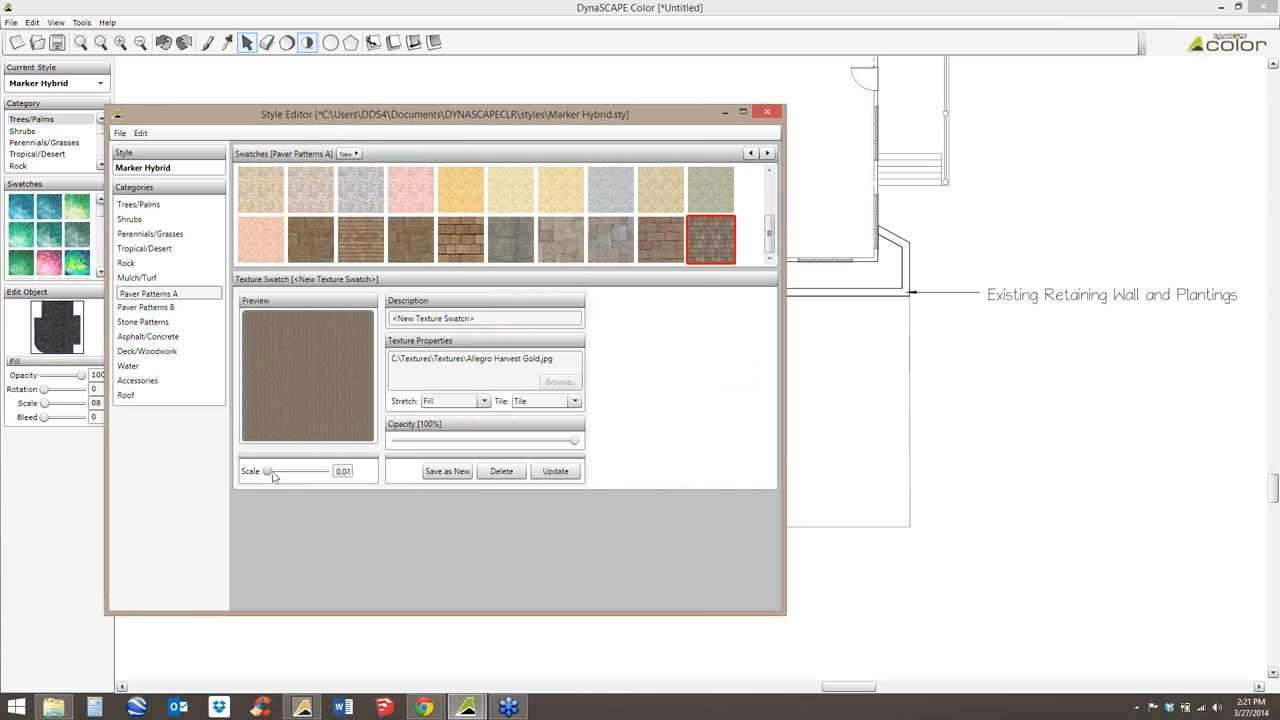 DynaSCAPE Color [*Untitled]
File Edit View Tools Help
DynaSCAPE
color
Current Style
Marker Hybrid
Category
Trees/Palms
Shrubs
Perennials/Grasses
Tropical/Desert
Rock
Swatches
Edit Object
Fill
Opacity 100
Rotation 0
Scale 08
Bleed 0
Style Editor [*C:\Users\DDS4\Documents\DYNASCAPECLR\styles\Marker Hybrid.sty]
File Edit
Style
Marker Hybrid
Categories
Trees/Palms
Shrubs
Perennials/Grasses
Tropical/Desert
Rock
Mulch/Turf
Paver Patterns A
Paver Patterns B
Stone Patterns
Asphalt/Concrete
Deck/Woodwork
Water
Accessories
Roof
Swatches [Paver Patterns A] New
Texture Swatch [<New Texture Swatch>]
Preview
Scale 0.01
Description
<New Texture Swatch>
Texture Properties
C:\Textures\Textures\Allegro Harvest Gold.jpg
Browse..
Stretch: Fill Tile: Tile
Opacity [100%]
Save as New Delete Update
Existing Retaining Wall and Plantings
2:21 PM
3/27/2014